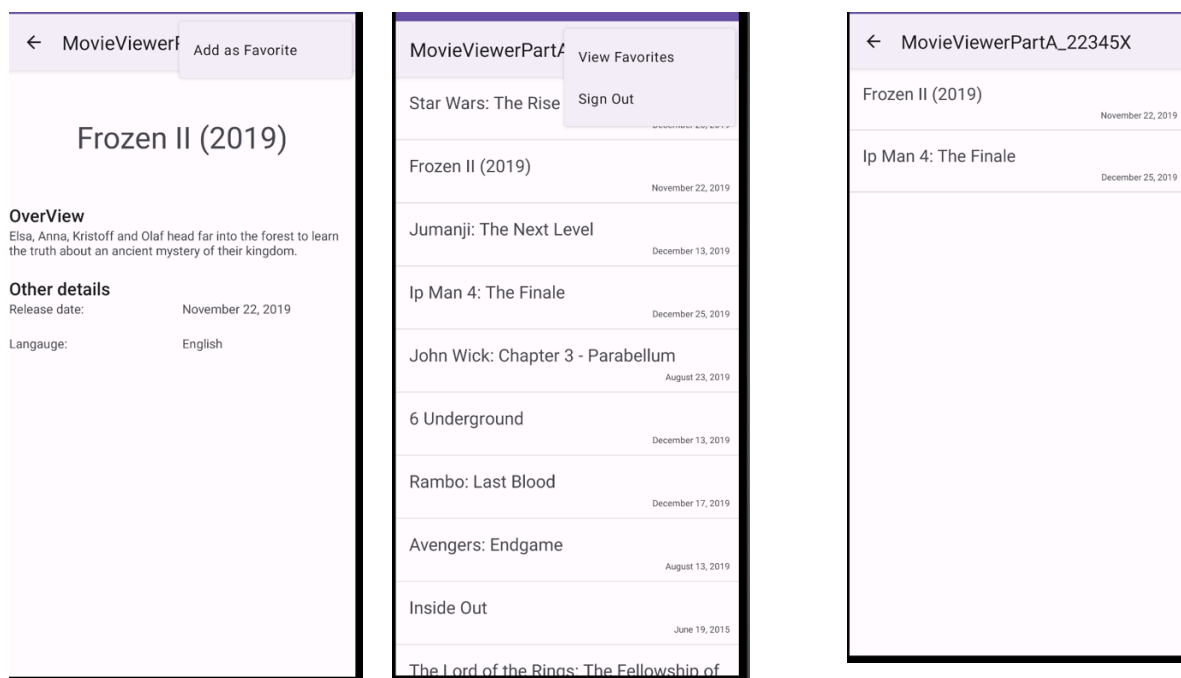 MovieViewerP
Add as Favorite
Frozen II (2019)
OverView
Elsa, Anna, Kristoff and Olaf head far into the forest to learn
the truth about an ancient mystery of their kingdom.
Other details
Release date: November 22, 2019
Langauge: English
MovieViewerPartA
View Favorites
Sign Out
Star Wars: The Rise
Frozen II (2019)
November 22, 2019
Jumanji: The Next Level
December 13, 2019
Ip Man 4: The Finale
December 25, 2019
John Wick: Chapter 3 - Parabellum
August 23, 2019
6 Underground
December 13, 2019
Rambo: Last Blood
December 17, 2019
Avengers: Endgame
August 13, 2019
Inside Out
June 19, 2015
The Lord of the Rings: The Fellowship of
MovieViewerPartA_22345X
Frozen II (2019)
November 22, 2019
Ip Man 4: The Finale
December 25, 2019